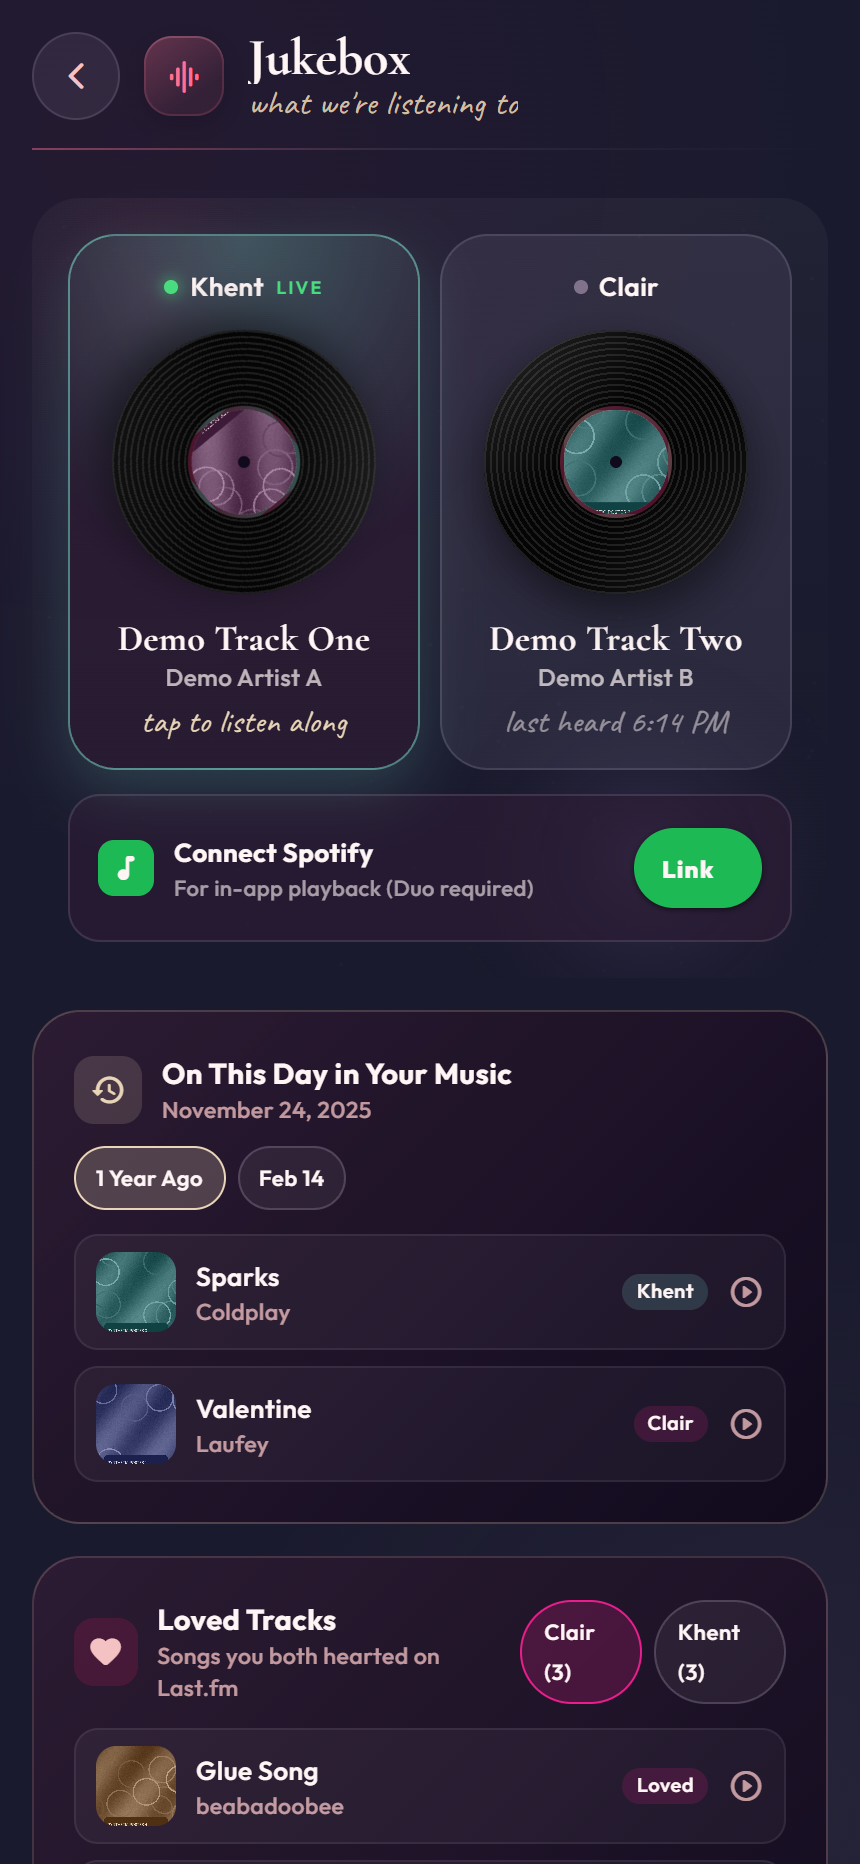 Jukebox
what we're listening to
Khent LIVE
Clair
Demo Track One
Demo Artist A
tap to listen along
Demo Track Two
Demo Artist B
last heard 6:14 PM
Connect Spotify
For in-app playback (Duo required)
Link
On This Day in Your Music
November 24, 2025
1 Year Ago
Feb 14
Sparks
Coldplay
Khent
Valentine
Laufey
Clair
Loved Tracks
Songs you both hearted on
Last.fm
Clair
(3)
Khent
(3)
Glue Song
beabadoobee
Loved